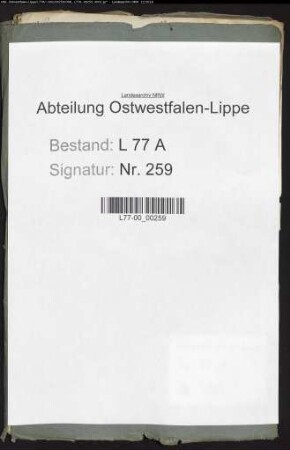 Landesarchiv NRW
Abteilung Ostwestfalen-Lippe
Bestand: L 77 A
Signatur: Nr. 259
L77-00_00259